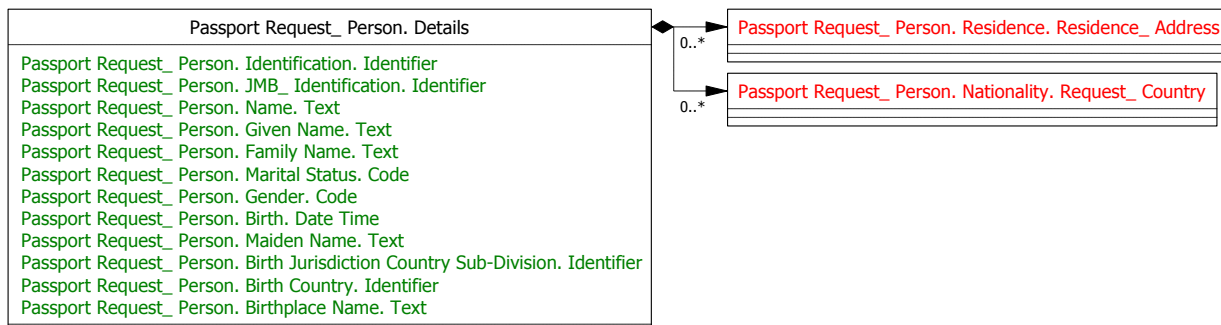 Passport Request_ Person. Details
Passport Request_ Person. Identification. Identifier
Passport Request_ Person. JMB_ Identification. Identifier
Passport Request_ Person. Name. Text
Passport Request_ Person. Given Name. Text
Passport Request_ Person. Family Name. Text
Passport Request_ Person. Marital Status. Code
Passport Request_ Person. Gender. Code
Passport Request_ Person. Birth. Date Time
Passport Request_ Person. Maiden Name. Text
Passport Request_ Person. Birth Jurisdiction Country Sub-Division. Identifier
Passport Request_ Person. Birth Country. Identifier
Passport Request_ Person. Birthplace Name. Text
0..*
Passport Request_ Person. Residence. Residence_ Address
0..*
Passport Request_ Person. Nationality. Request_ Country